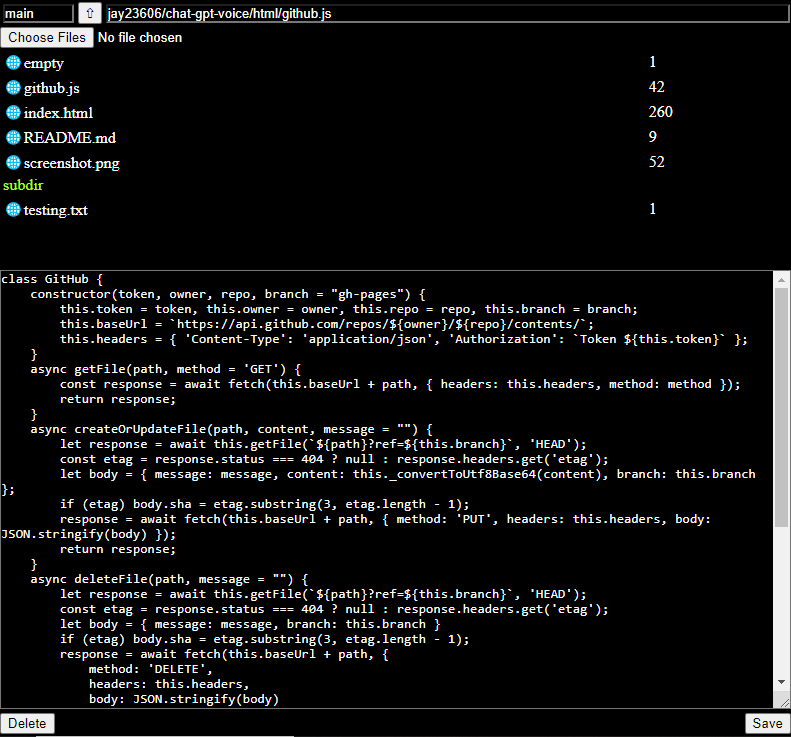 main ⇧ jay23606/chat-gpt-voice/html/github.js
Choose Files No file chosen
empty 1
github.js 42
index.html 260
README.md 9
screenshot.png 52
subdir
testing.txt 1
class GitHub {
    constructor(token, owner, repo, branch = "gh-pages") {
        this.token = token, this.owner = owner, this.repo = repo, this.branch = branch;
        this.baseUrl = `https://api.github.com/repos/${owner}/${repo}/contents/`;
        this.headers = { 'Content-Type': 'application/json', 'Authorization': `Token ${this.token}` };
    }
    async getFile(path, method = 'GET') {
        const response = await fetch(this.baseUrl + path, { headers: this.headers, method: method });
        return response;
    }
    async createOrUpdateFile(path, content, message = "") {
        let response = await this.getFile(`${path}?ref=${this.branch}`, 'HEAD');
        const etag = response.status === 404 ? null : response.headers.get('etag');
        let body = { message: message, content: this._convertToUtf8Base64(content), branch: this.branch
};
        if (etag) body.sha = etag.substring(3, etag.length - 1);
        response = await fetch(this.baseUrl + path, { method: 'PUT', headers: this.headers, body:
JSON.stringify(body) });
        return response;
    }
    async deleteFile(path, message = "") {
        let response = await this.getFile(`${path}?ref=${this.branch}`, 'HEAD');
        const etag = response.status === 404 ? null : response.headers.get('etag');
        let body = { message: message, branch: this.branch }
        if (etag) body.sha = etag.substring(3, etag.length - 1);
        response = await fetch(this.baseUrl + path, {
            method: 'DELETE',
            headers: this.headers,
            body: JSON.stringify(body)
Delete Save